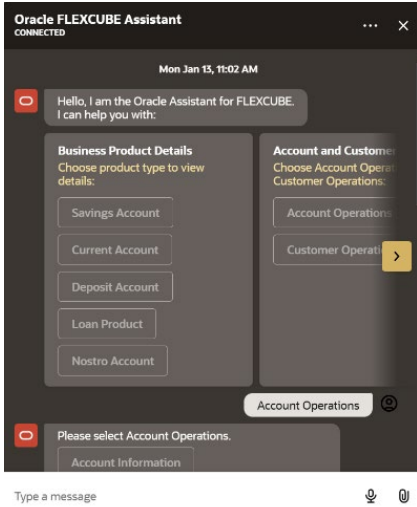 Oracle FLEXCUBE Assistant
CONNECTED
Mon Jan 13, 11:02 AM
Hello, I am the Oracle Assistant for FLEXCUBE.
I can help you with:
Business Product Details
Choose product type to view
details:
Savings Account
Current Account
Deposit Account
Loan Product
Nostro Account
Account and Customer
Choose Account Operat
Customer Operations:
Account Operations
Customer Operati
Account Operations
Please select Account Operations.
Account Information
Type a message